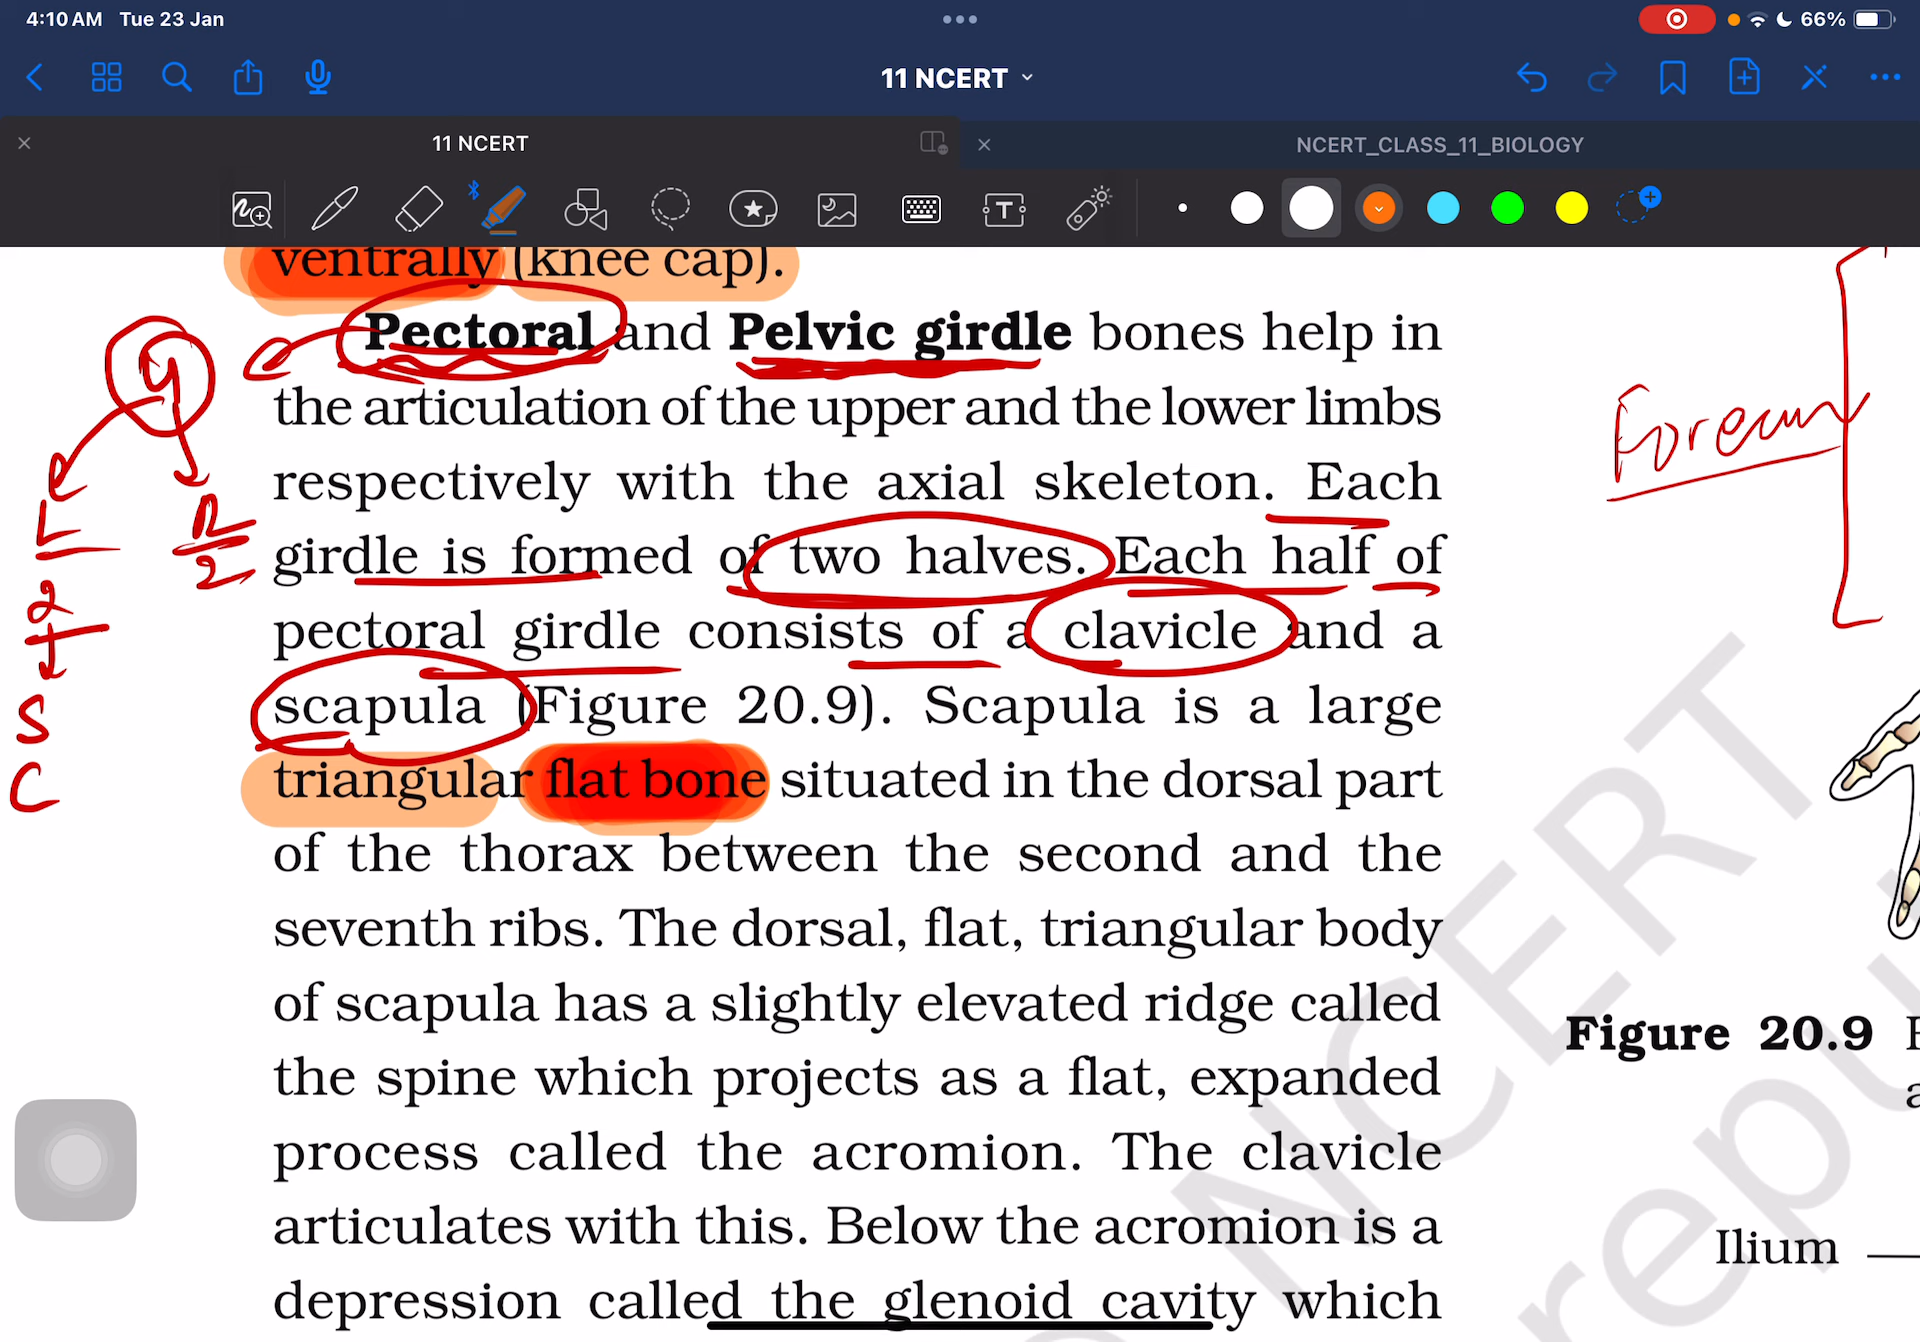 4:10 AM Tue 23 Jan
66%
11 NCERT
11 NCERT
NCERT_CLASS_11_BIOLOGY
T
ventrally (knee cap).
Pectoral and Pelvic girdle bones help in
the articulation of the upper and the lower limbs
respectively with the axial skeleton. Each
girdle is formed of two halves. Each half of
pectoral girdle consists of a clavicle and a
scapula (Figure 20.9). Scapula is a large
triangular flat bone situated in the dorsal part
of the thorax between the second and the
seventh ribs. The dorsal, flat, triangular body
of scapula has a slightly elevated ridge called
the spine which projects as a flat, expanded
process called the acromion. The clavicle
articulates with this. Below the acromion is a
depression called the glenoid cavity which
4
L
R
2
2
S
C
Forearm
Figure 20.9
Ilium
NCERT
repu